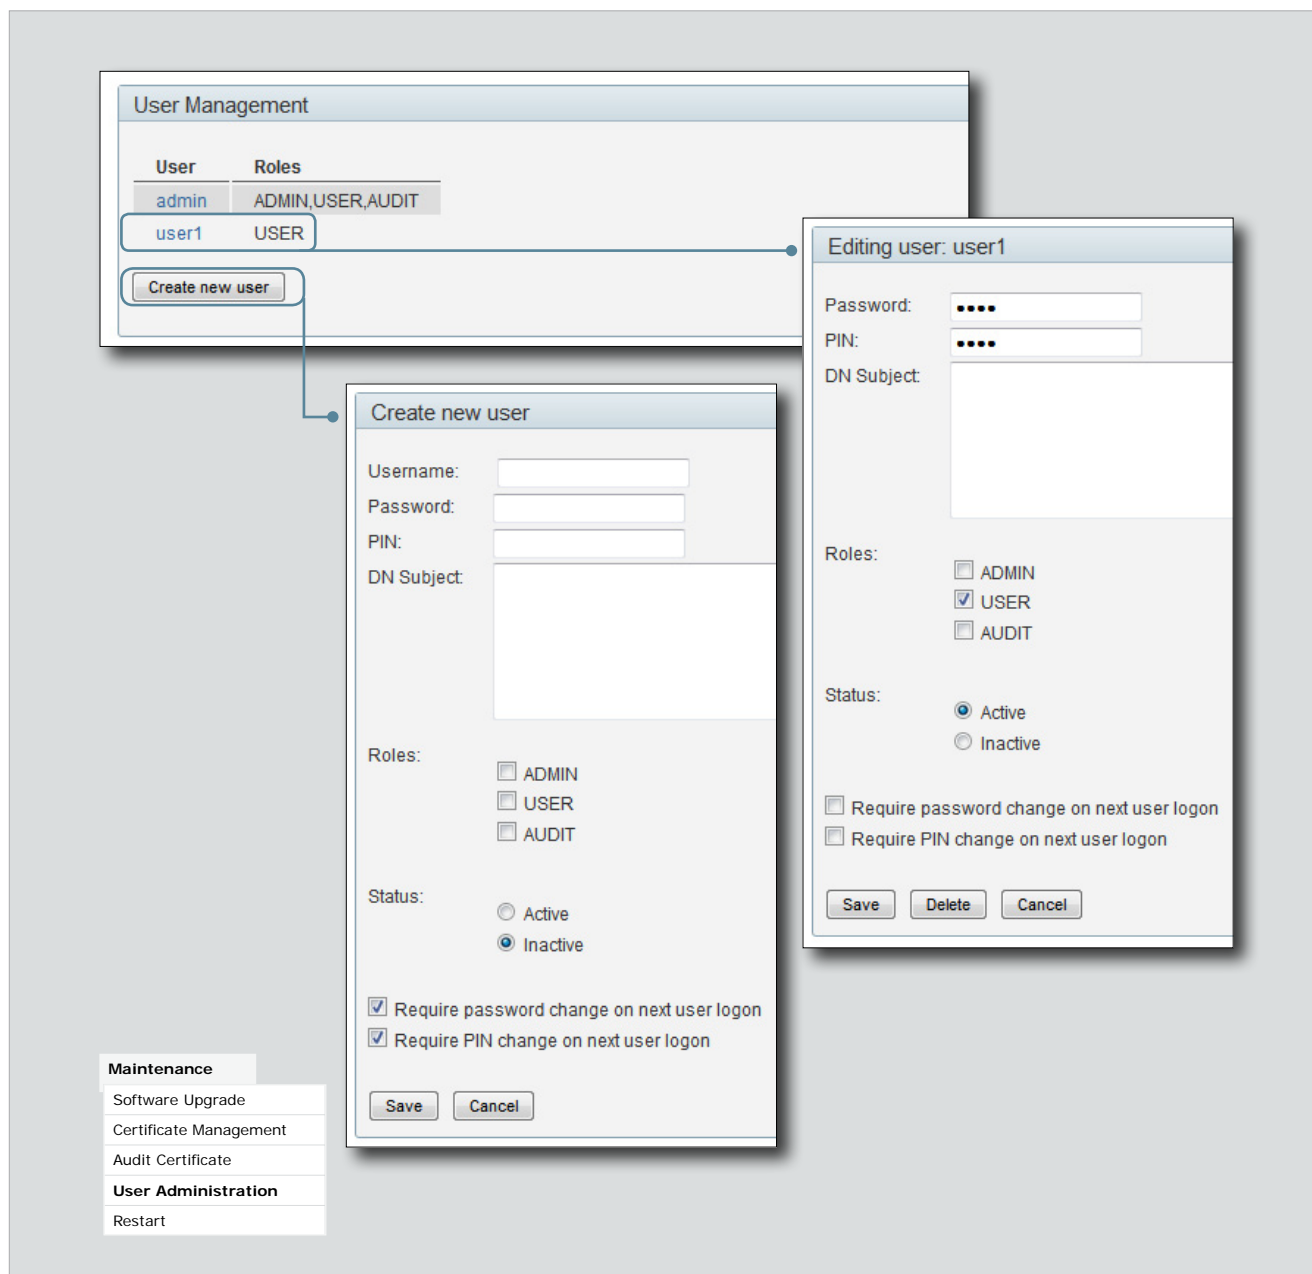 User Management
User Roles
admin ADMIN,USER,AUDIT
user1 USER
Create new user
Editing user: user1
Password: ••••
PIN: ••••
DN Subject:
Roles:
ADMIN
USER
AUDIT
Status:
Active
Inactive
Require password change on next user logon
Require PIN change on next user logon
Save Delete Cancel
Create new user
Username:
Password:
PIN:
DN Subject:
Roles:
ADMIN
USER
AUDIT
Status:
Active
Inactive
Require password change on next user logon
Require PIN change on next user logon
Save Cancel
Maintenance
Software Upgrade
Certificate Management
Audit Certificate
User Administration
Restart